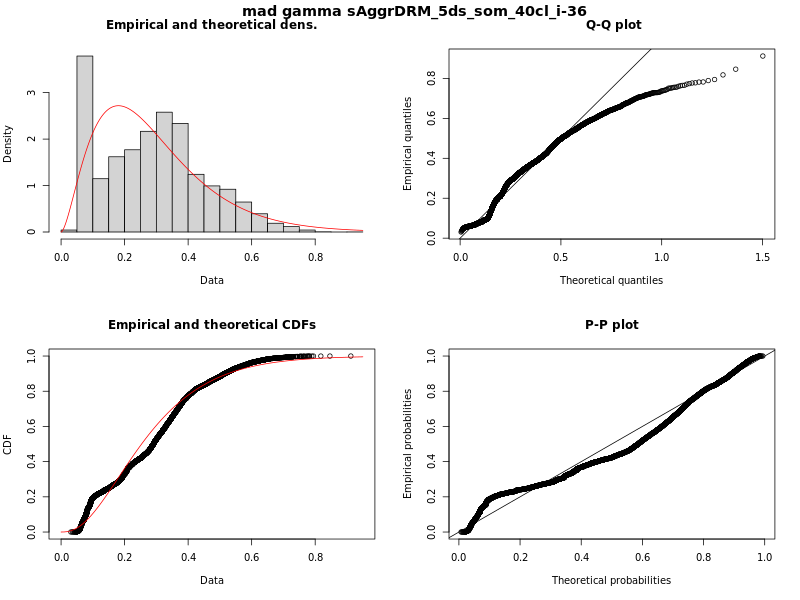 mad gamma sAggrDRM_5ds_som_40cl_i-36
Empirical and theoretical dens.
Density
0 1 2 3
0.0 0.2 0.4 0.6 0.8
Data
Q-Q plot
Empirical quantiles
0.0 0.2 0.4 0.6 0.8
0.0 0.5 1.0 1.5
Theoretical quantiles
Empirical and theoretical CDFs
CDF
0.0 0.2 0.4 0.6 0.8 1.0
0.0 0.2 0.4 0.6 0.8
Data
P-P plot
Empirical probabilities
0.0 0.2 0.4 0.6 0.8 1.0
0.0 0.2 0.4 0.6 0.8 1.0
Theoretical probabilities